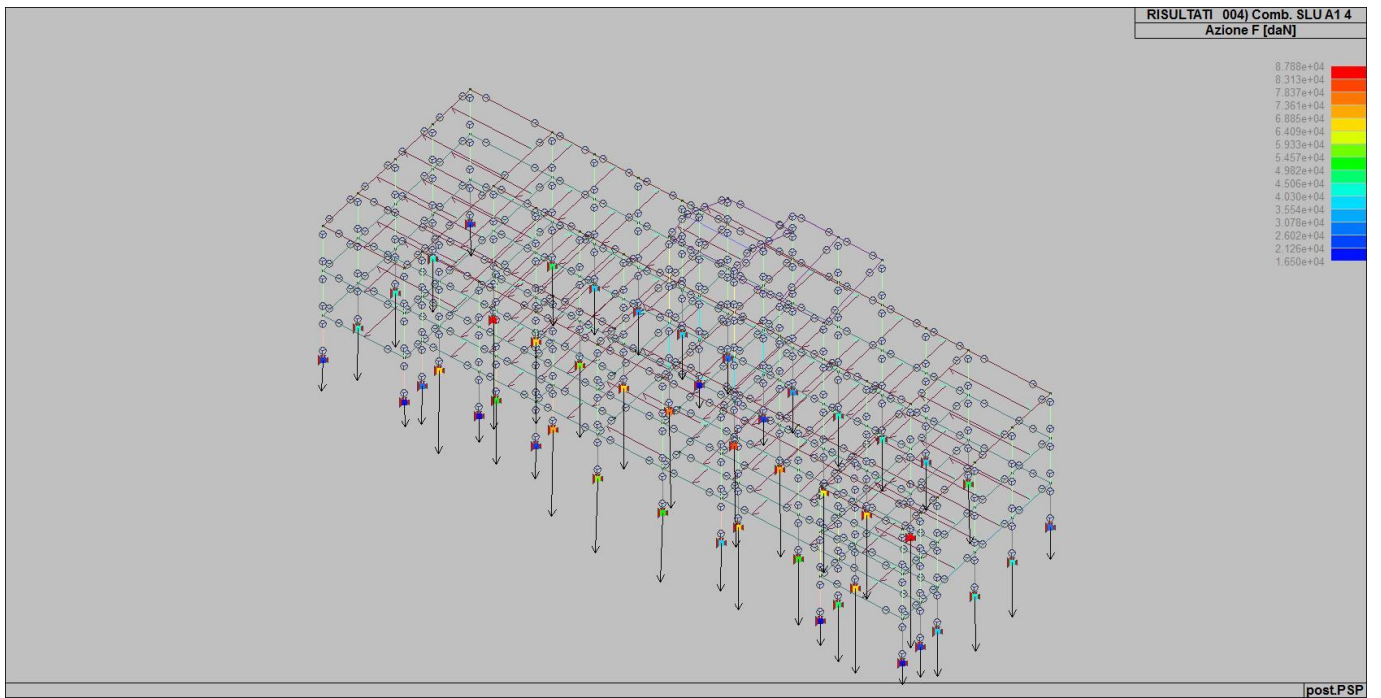 RISULTATI 004) Comb. SLU A1 4
Azione F [daN]
8.788e+04
8.313e+04
7.837e+04
7.361e+04
6.885e+04
6.409e+04
5.933e+04
5.457e+04
4.982e+04
4.506e+04
4.030e+04
3.554e+04
3.078e+04
2.602e+04
2.126e+04
1.650e+04
post.PSP